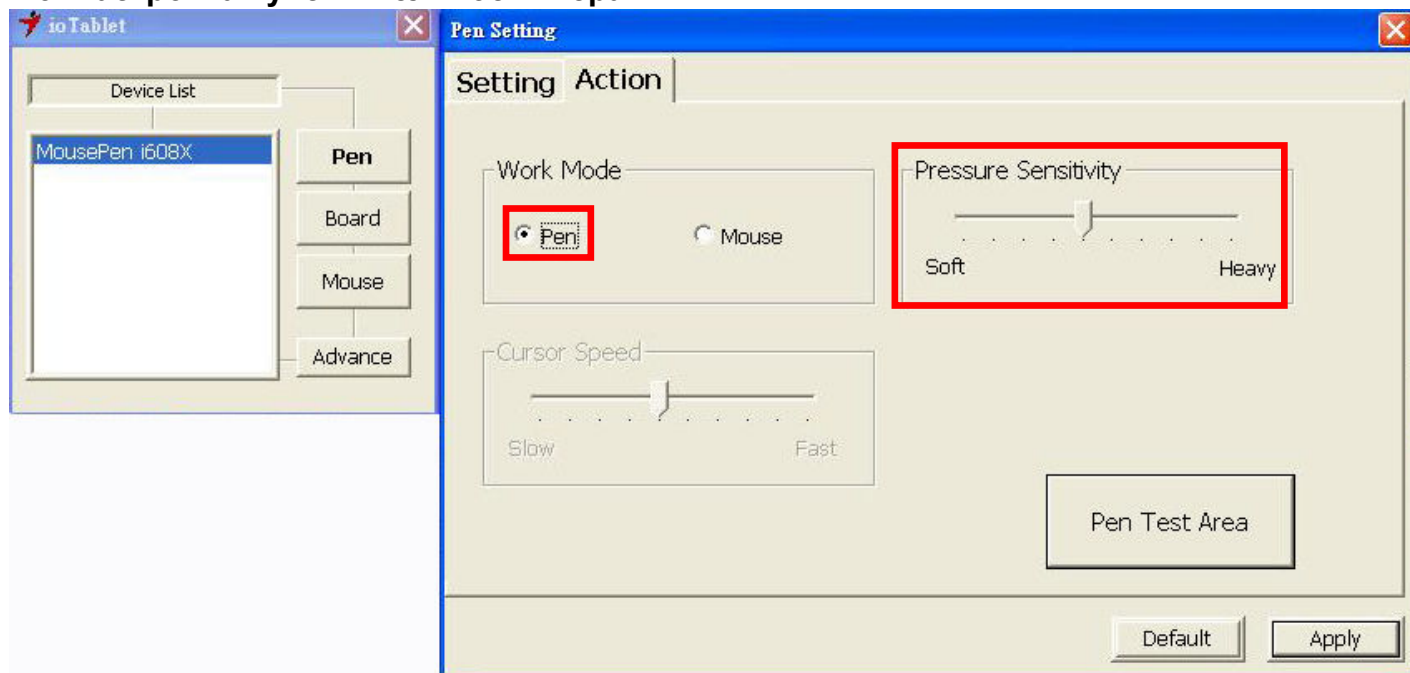 ioTablet
Device List
MousePen i608X
Pen
Board
Mouse
Advance
Pen Setting
Setting Action
Work Mode
Pen Mouse
Pressure Sensitivity
Soft Heavy
Cursor Speed
Slow Fast
Pen Test Area
Default Apply